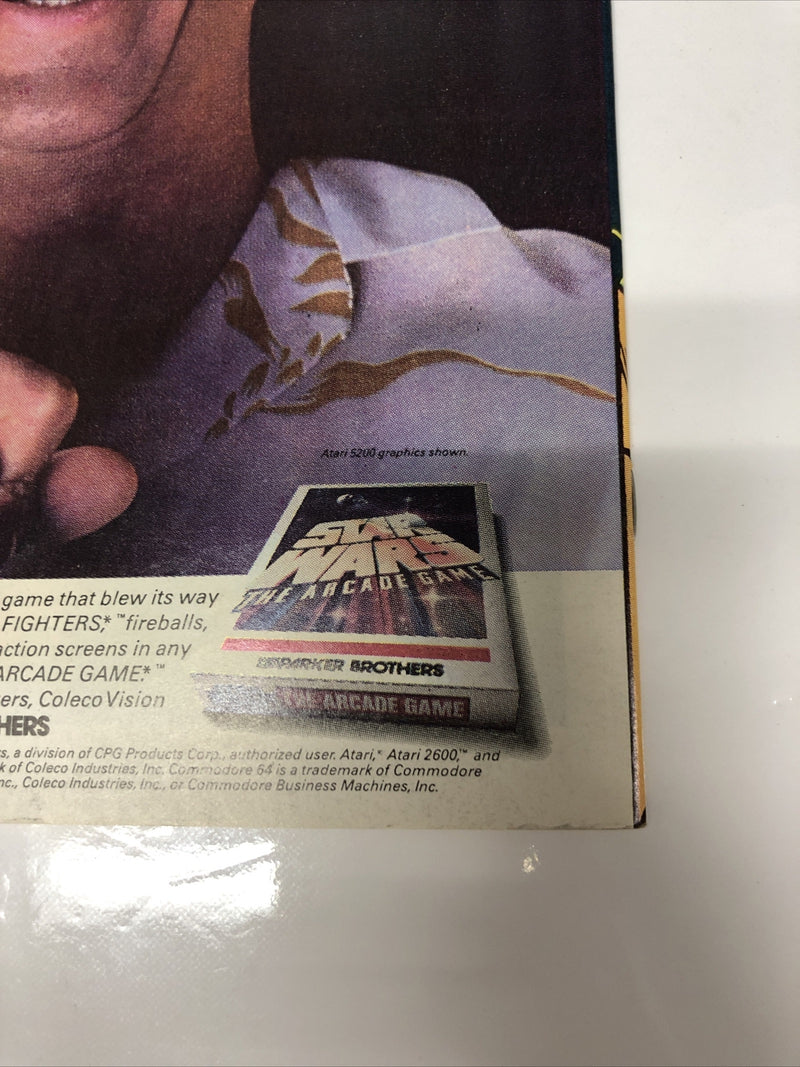 Atari 5200 graphics shown.
STAR
WARS
THE ARCADE GAME
PARKER BROTHERS
THE ARCADE GAME
game that blew its way
FIGHTERS,* ™fireballs,
action screens in any
ARCADE GAME.* ™
ers, ColecoVision
HERS
s, a division of CPG Products Corp., authorized user. Atari,* Atari 2600,™ and
k of Coleco Industries, Inc. Commodore 64 is a trademark of Commodore
nc., Coleco Industries, Inc., or Commodore Business Machines, Inc.